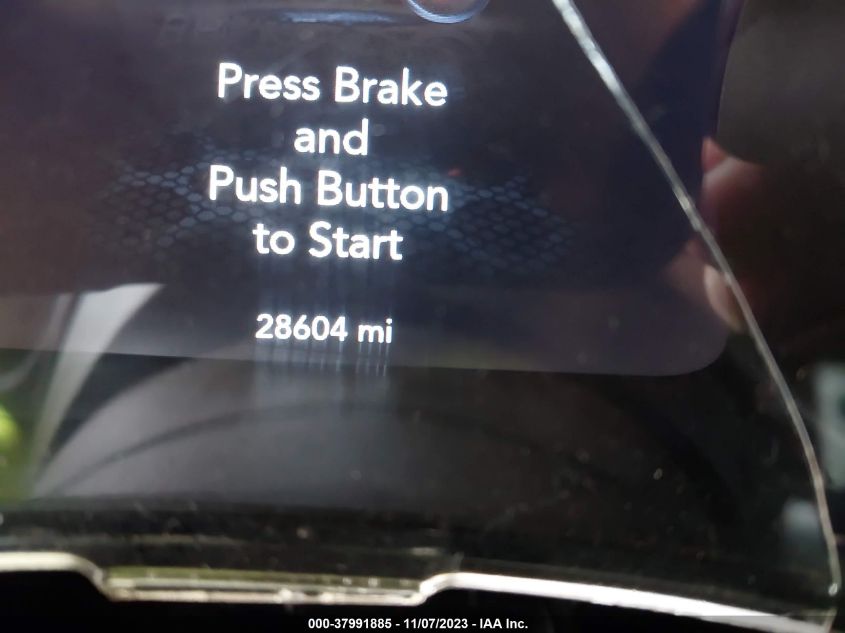 Press Brake
and
Push Button
to Start
28604 mi
000-37991885 - 11/07/2023 - IAA Inc.